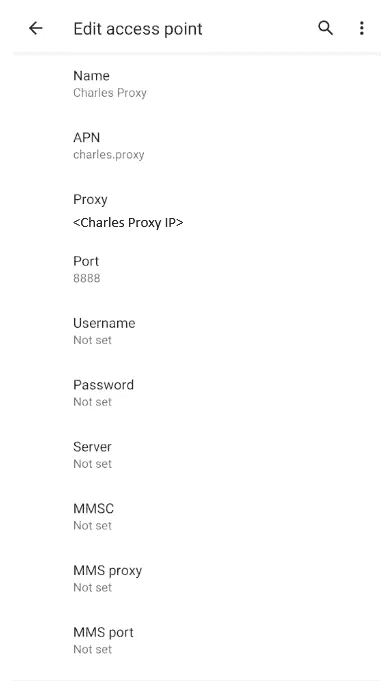 Edit access point
Name
Charles Proxy
APN
charles.proxy
Proxy
<Charles Proxy IP>
Port
8888
Username
Not set
Password
Not set
Server
Not set
MMSC
Not set
MMS proxy
Not set
MMS port
Not set